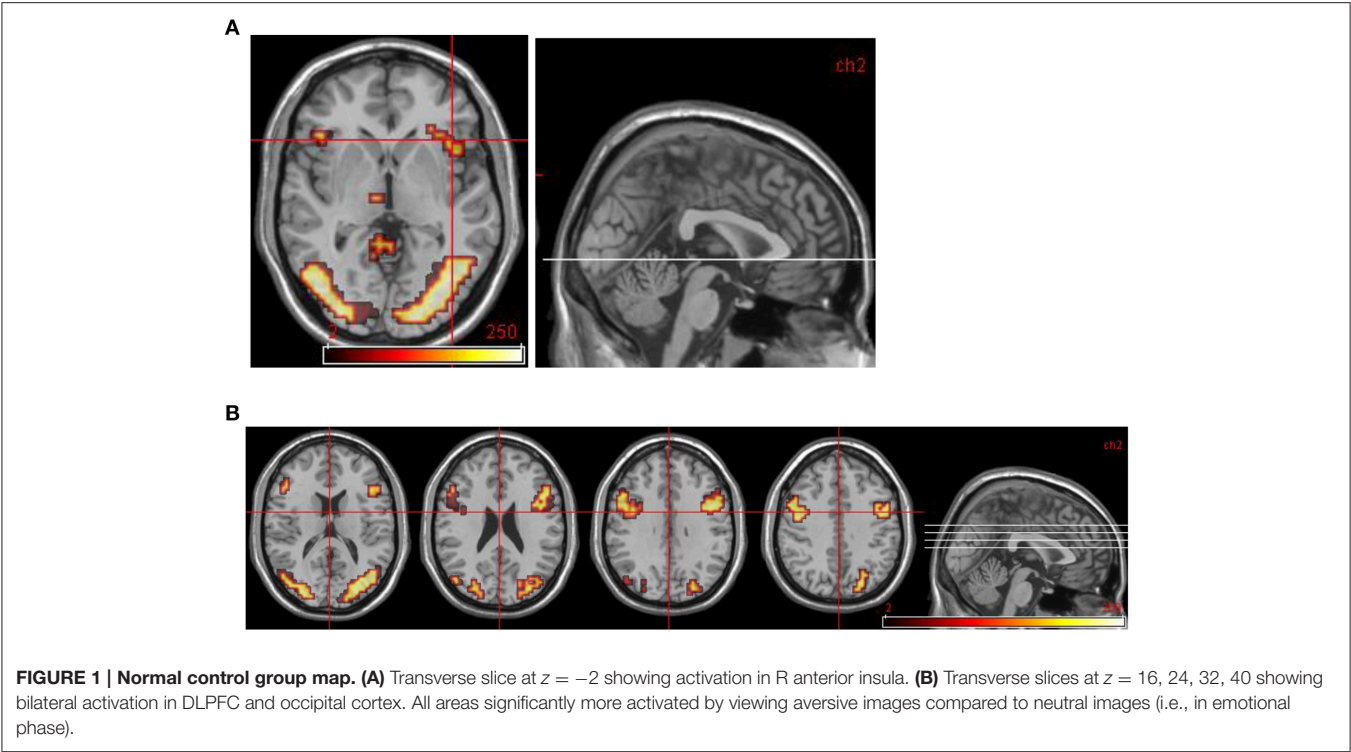 A
ch2
2
250
B
ch2
2
FIGURE 1 | Normal control group map. (A) Transverse slice at z = −2 showing activation in R anterior insula. (B) Transverse slices at z = 16, 24, 32, 40 showing
bilateral activation in DLPFC and occipital cortex. All areas significantly more activated by viewing aversive images compared to neutral images (i.e., in emotional
phase).